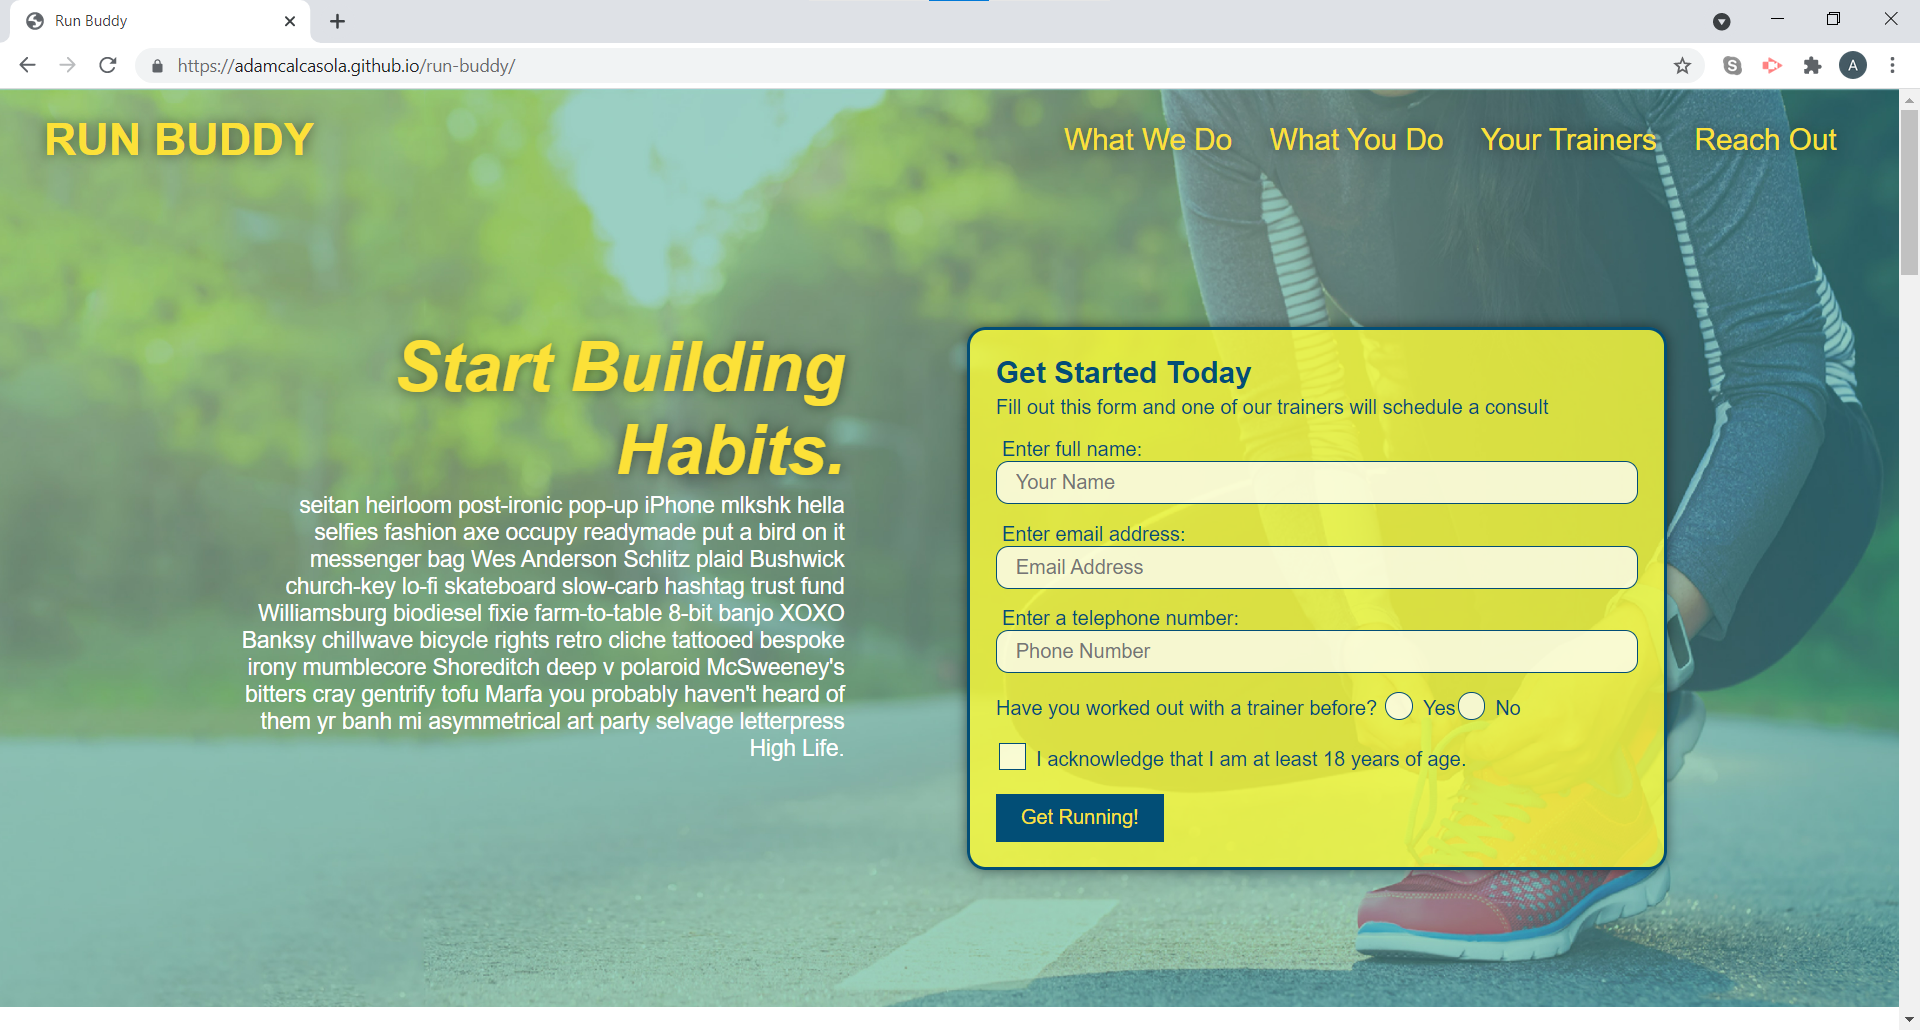 Run Buddy
https://adamcalcasola.github.io/run-buddy/
A
RUN BUDDY
What We Do
What You Do
Your Trainers
Reach Out
Start Building
Habits.
seitan heirloom post-ironic pop-up iPhone mlkshk hella
selfies fashion axe occupy readymade put a bird on it
messenger bag Wes Anderson Schlitz plaid Bushwick
church-key lo-fi skateboard slow-carb hashtag trust fund
Williamsburg biodiesel fixie farm-to-table 8-bit banjo XOXO
Banksy chillwave bicycle rights retro cliche tattooed bespoke
irony mumblecore Shoreditch deep v polaroid McSweeney's
bitters cray gentrify tofu Marfa you probably haven't heard of
them yr banh mi asymmetrical art party selvage letterpress
High Life.
Get Started Today
Fill out this form and one of our trainers will schedule a consult
Enter full name:
Your Name
Enter email address:
Email Address
Enter a telephone number:
Phone Number
Have you worked out with a trainer before? Yes No
I acknowledge that I am at least 18 years of age.
Get Running!